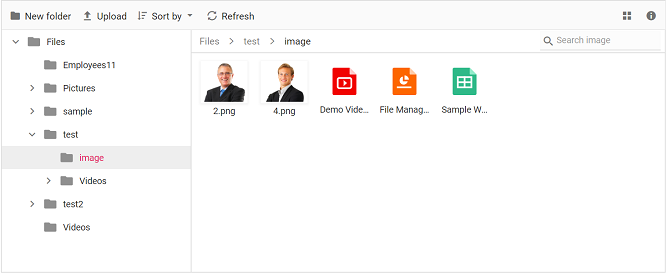 New folder Upload Sort by Refresh
Files
Employees11
Pictures
sample
test
image
Videos
test2
Videos
Files > test > image
Search image
2.png 4.png Demo Vide... File Manag... Sample W...